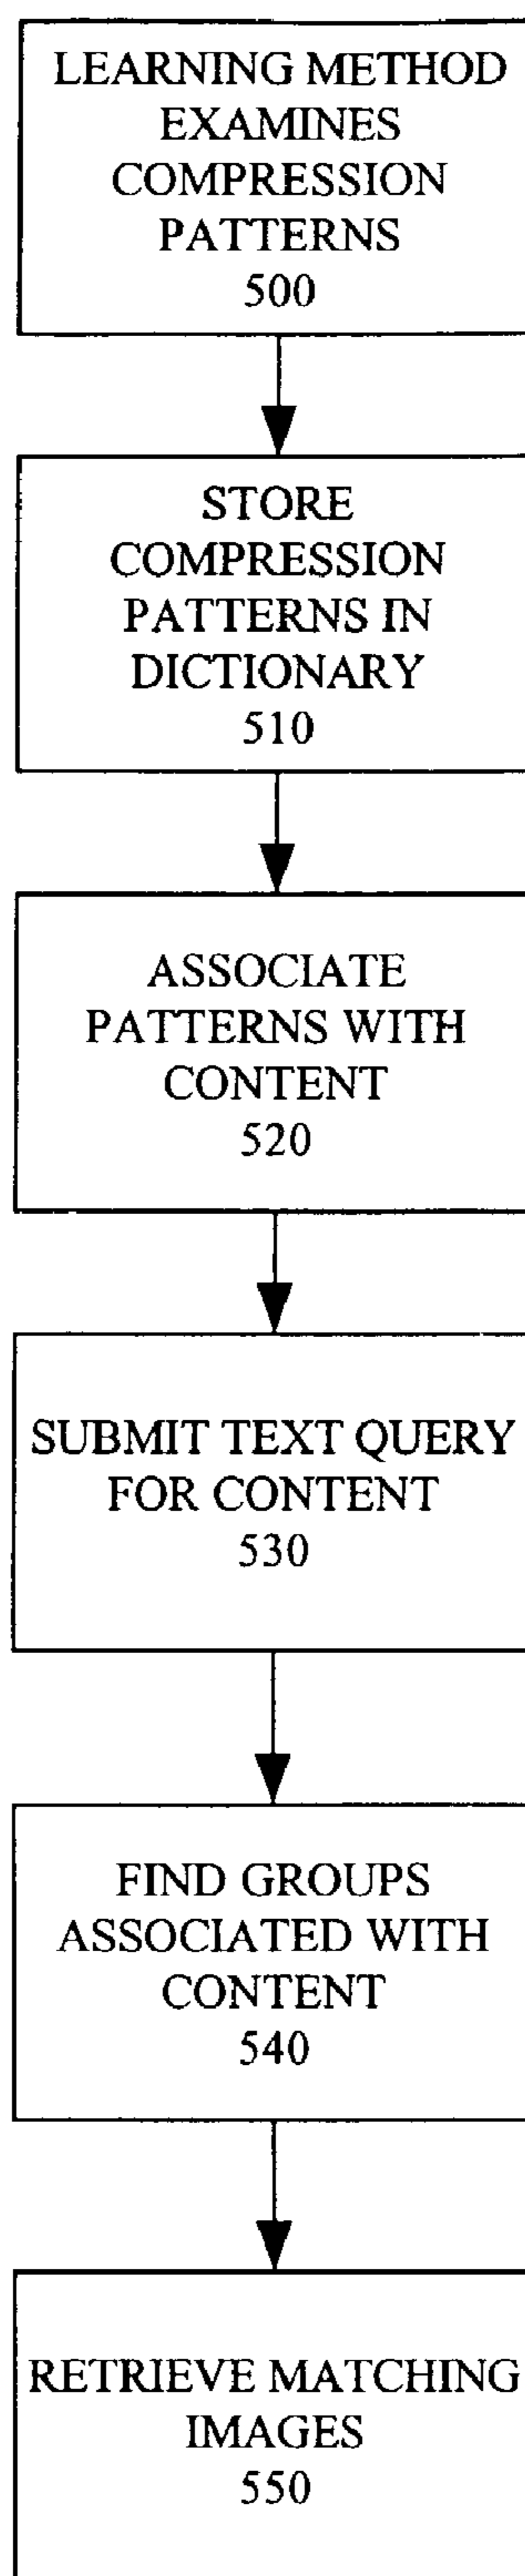 LEARNING METHOD
EXAMINES
COMPRESSION
PATTERNS
500
STORE
COMPRESSION
PATTERNS IN
DICTIONARY
510
ASSOCIATE
PATTERNS WITH
CONTENT
520
SUBMIT TEXT QUERY
FOR CONTENT
530
FIND GROUPS
ASSOCIATED WITH
CONTENT
540
RETRIEVE MATCHING
IMAGES
550